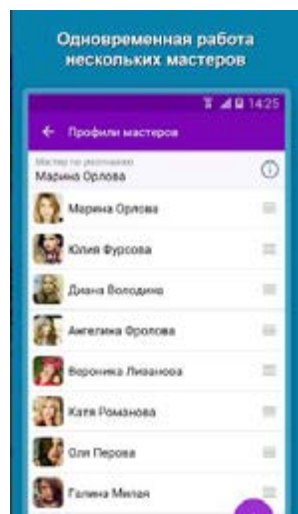 Одновременная работа
нескольких мастеров
14:25
Профили мастеров
Мастер по умолчанию
Марина Орлова
Марина Орлова
Юлия Фурсова
Диана Володина
Ангелина Фролова
Вероника Лизанова
Катя Романова
Оля Перова
Галина Милая